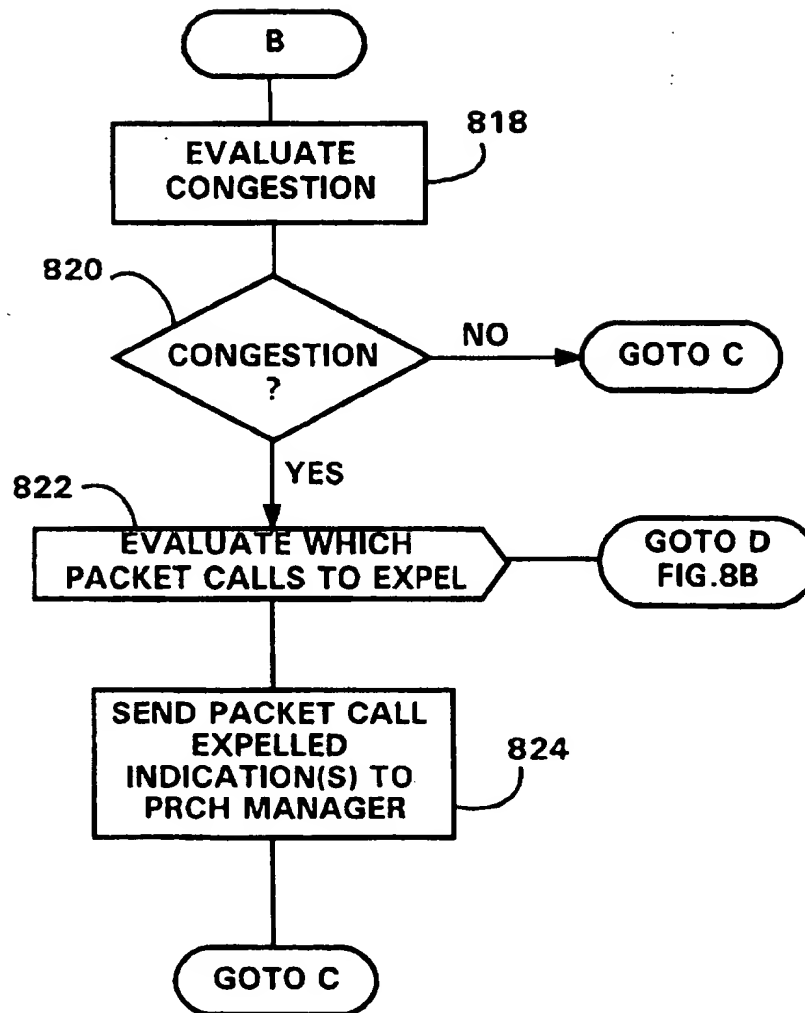 B
818
EVALUATE
CONGESTION
820
CONGESTION
?
NO
GOTO C
YES
822
EVALUATE WHICH
PACKET CALLS TO EXPEL
GOTO D
FIG.8B
SEND PACKET CALL
EXPELLED
INDICATION(S) TO
PRCH MANAGER
824
GOTO C